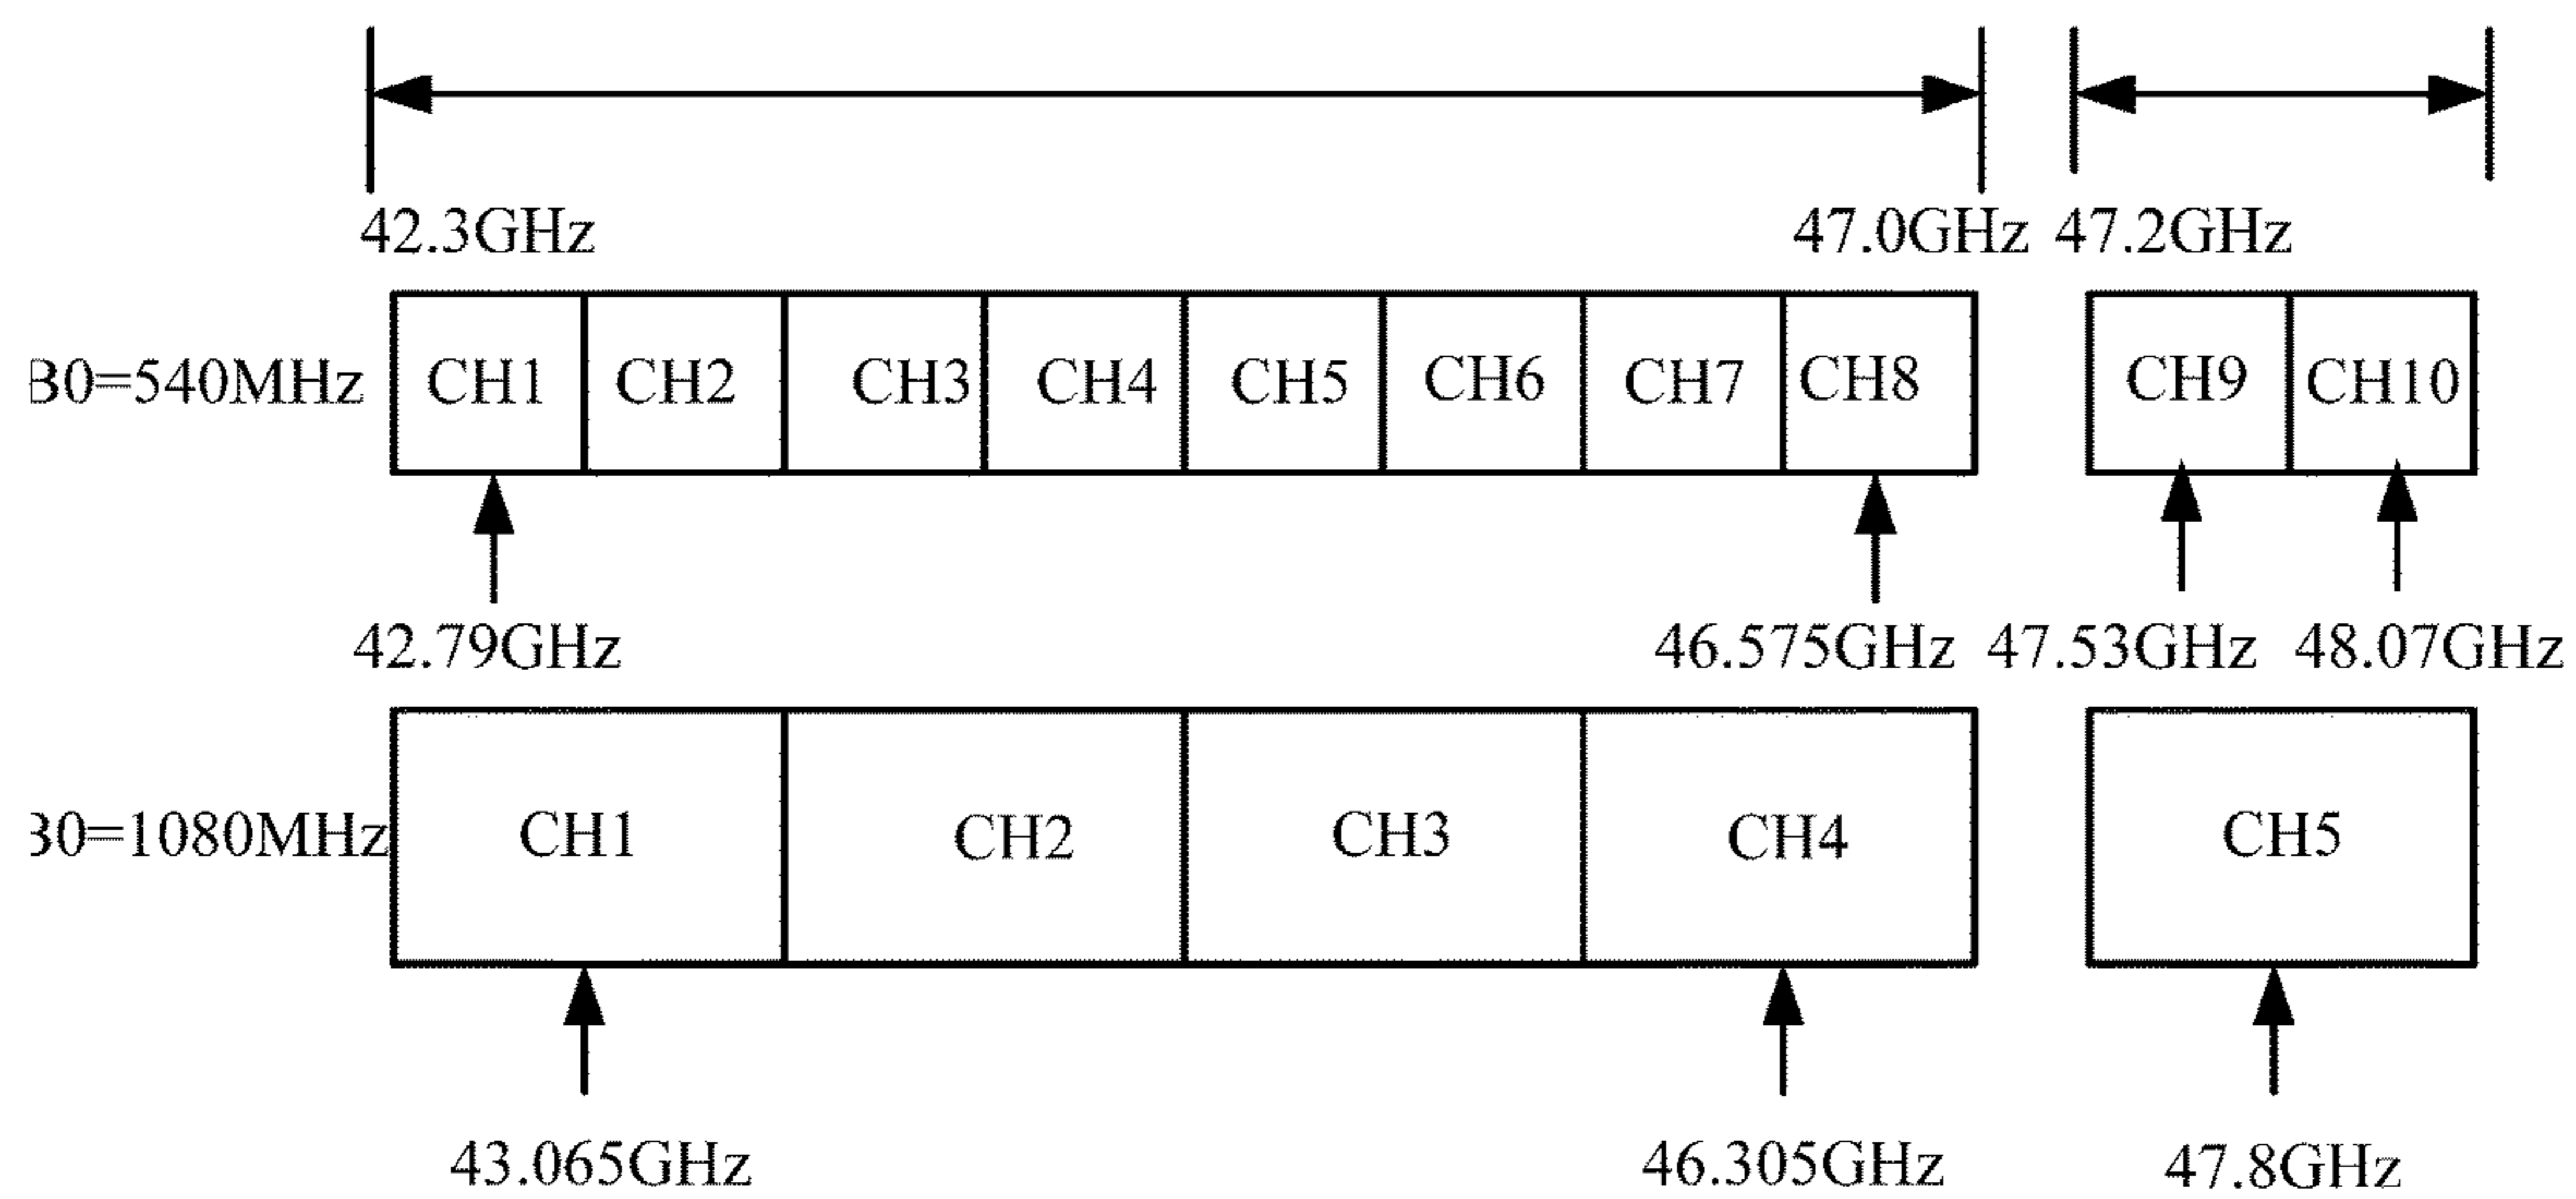 42.3GHz 47.0GHz 47.2GHz
B0=540MHz CH1 CH2 CH3 CH4 CH5 CH6 CH7 CH8 CH9 CH10
42.79GHz 46.575GHz 47.53GHz 48.07GHz
B0=1080MHz CH1 CH2 CH3 CH4 CH5
43.065GHz 46.305GHz 47.8GHz